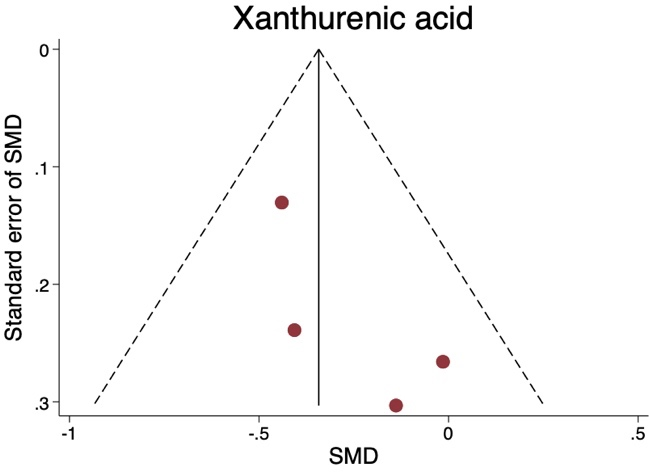 Xanthurenic acid
Standard error of SMD
0
.1
.2
.3
-1
-.5
0
.5
SMD